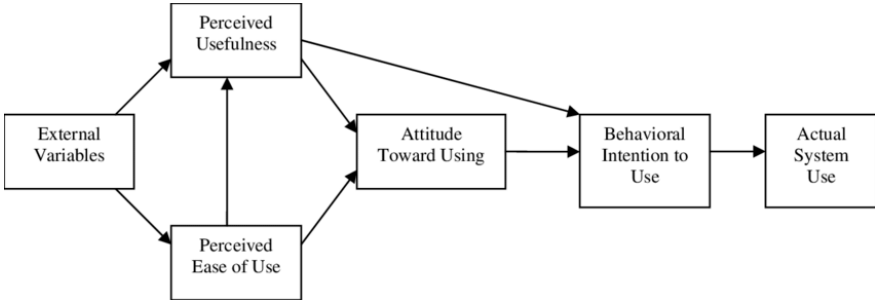 Perceived
Usefulness
External
Variables
Attitude
Toward Using
Behavioral
Intention to
Use
Actual
System
Use
Perceived
Ease of Use